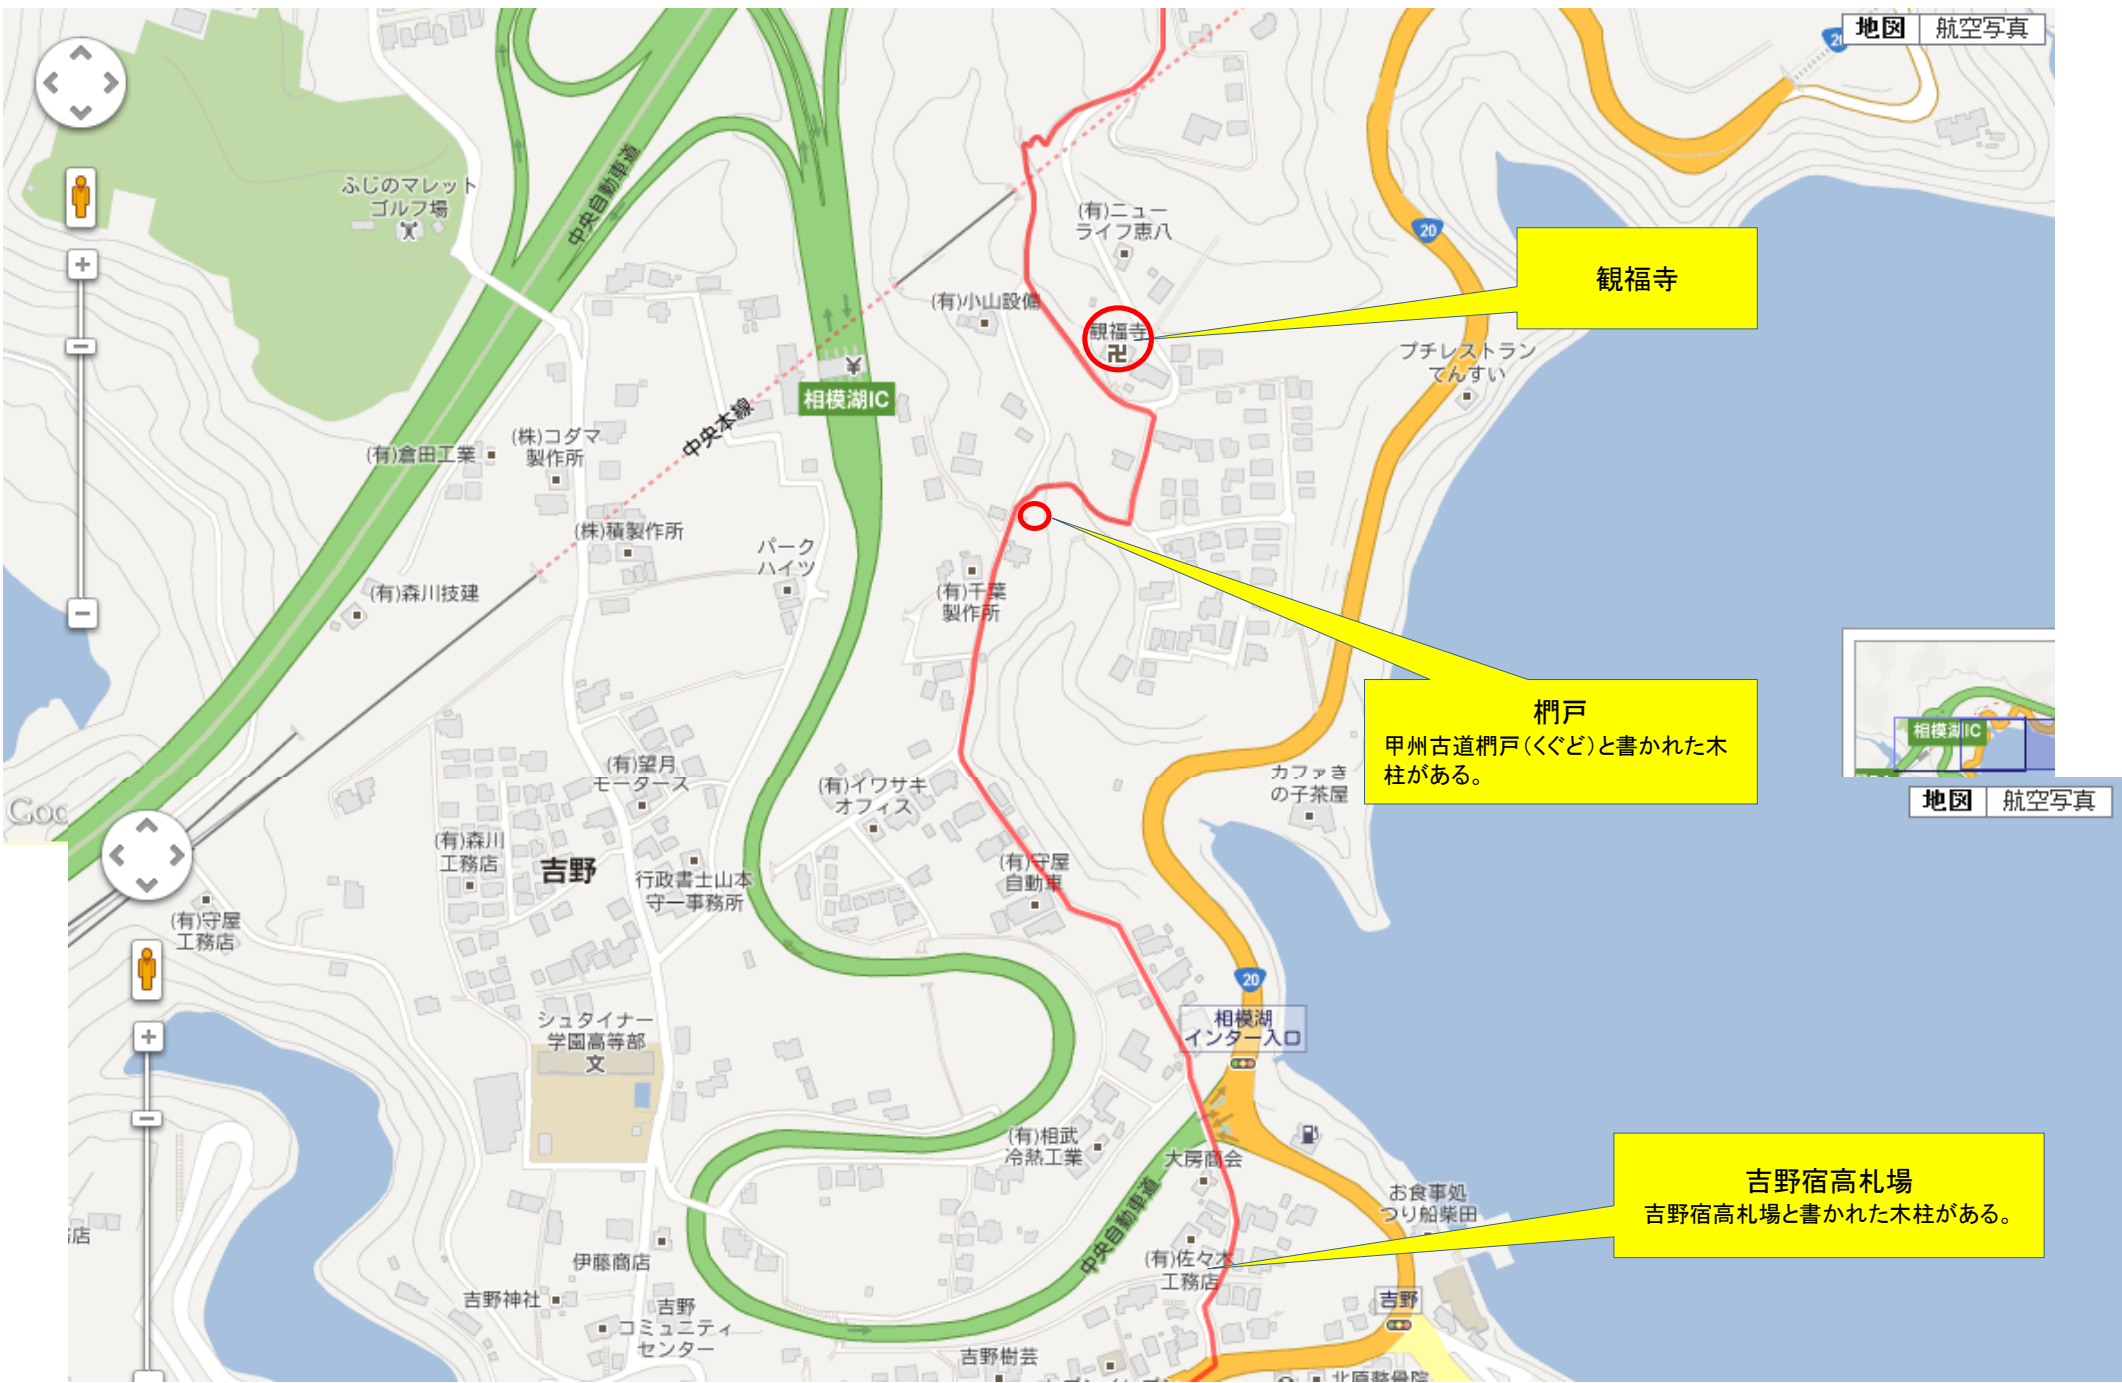 地図
航空写真
20
中央自動車道
ふじのマレット
ゴルフ場
(有)ニュー
ライフ恵八
20
観福寺
(有)小山設備
観福寺
プチレストラン
てんすい
¥
相模湖IC
中央本線
(有)倉田工業
(株)コダマ
製作所
(株)積製作所
パーク
ハイツ
(有)森川技建
(有)千葉
製作所
椚戸
甲州古道椚戸(くぐど)と書かれた木
柱がある。
相模湖IC
(有)望月
モータース
(有)イワサキ
オフィス
カフェき
の子茶屋
地図
航空写真
Goo
(有)森川
工務店
吉野
行政書士山本
守一事務所
(有)守屋
自動車
(有)守屋
工務店
20
相模湖
インター入口
シュタイナー
学園高等部
文
(有)相武
冷熱工業
大房商会
中央自動車道
吉野宿高札場
吉野宿高札場と書かれた木柱がある。
お食事処
つり船柴田
店
伊藤商店
(有)佐々木
工務店
吉野神社
吉野
コミュニティ
センター
吉野
吉野樹芸
北原整骨院